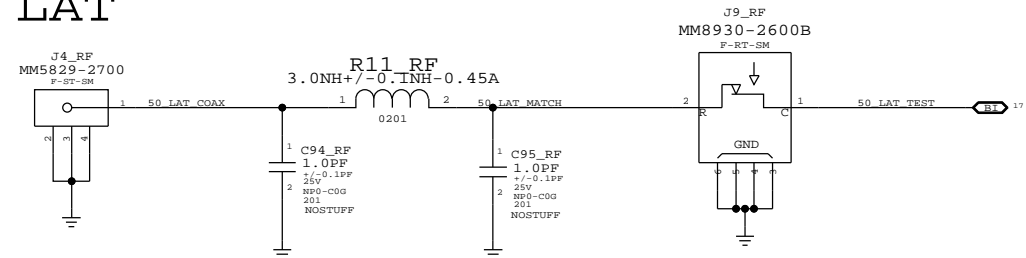 LAT
J4_RF
MM5829-2700
F-ST-SM
1
2
3
4
50_LAT_COAX
R11_RF
3.0NH+/-0.1NH-0.45A
1
2
0201
C94_RF
1.0PF
+/-0.1PF
25V
NP0-C0G
201
NOSTUFF
1
2
50_LAT_MATCH
C95_RF
1.0PF
+/-0.1PF
25V
NP0-C0G
201
NOSTUFF
1
2
J9_RF
MM8930-2600B
F-RT-SM
2
1
R
C
GND
6
5
4
3
50_LAT_TEST
BI
17